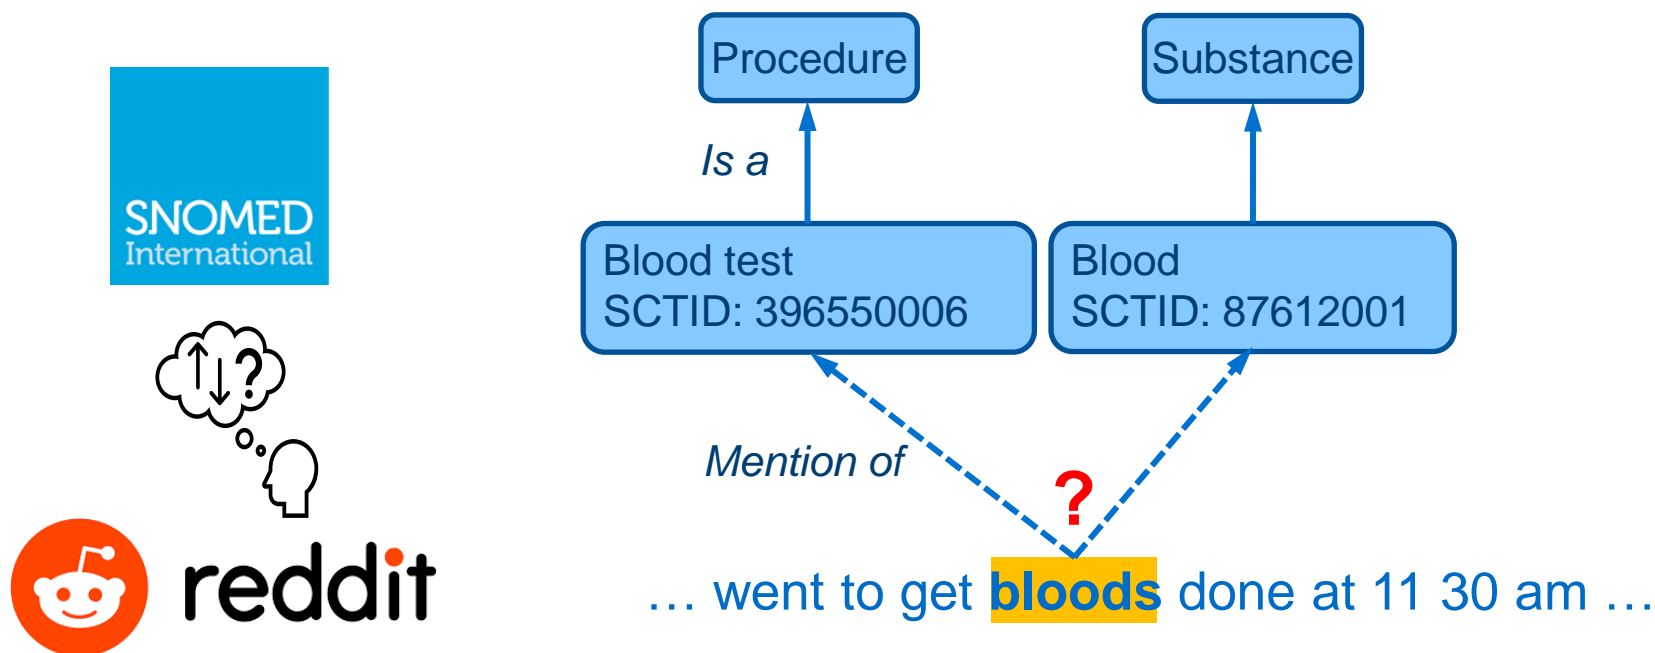 SNOMED
International
?
reddit
Procedure
Substance
Is a
Blood test
SCTID: 396550006
Blood
SCTID: 87612001
Mention of
?
… went to get bloods done at 11 30 am …